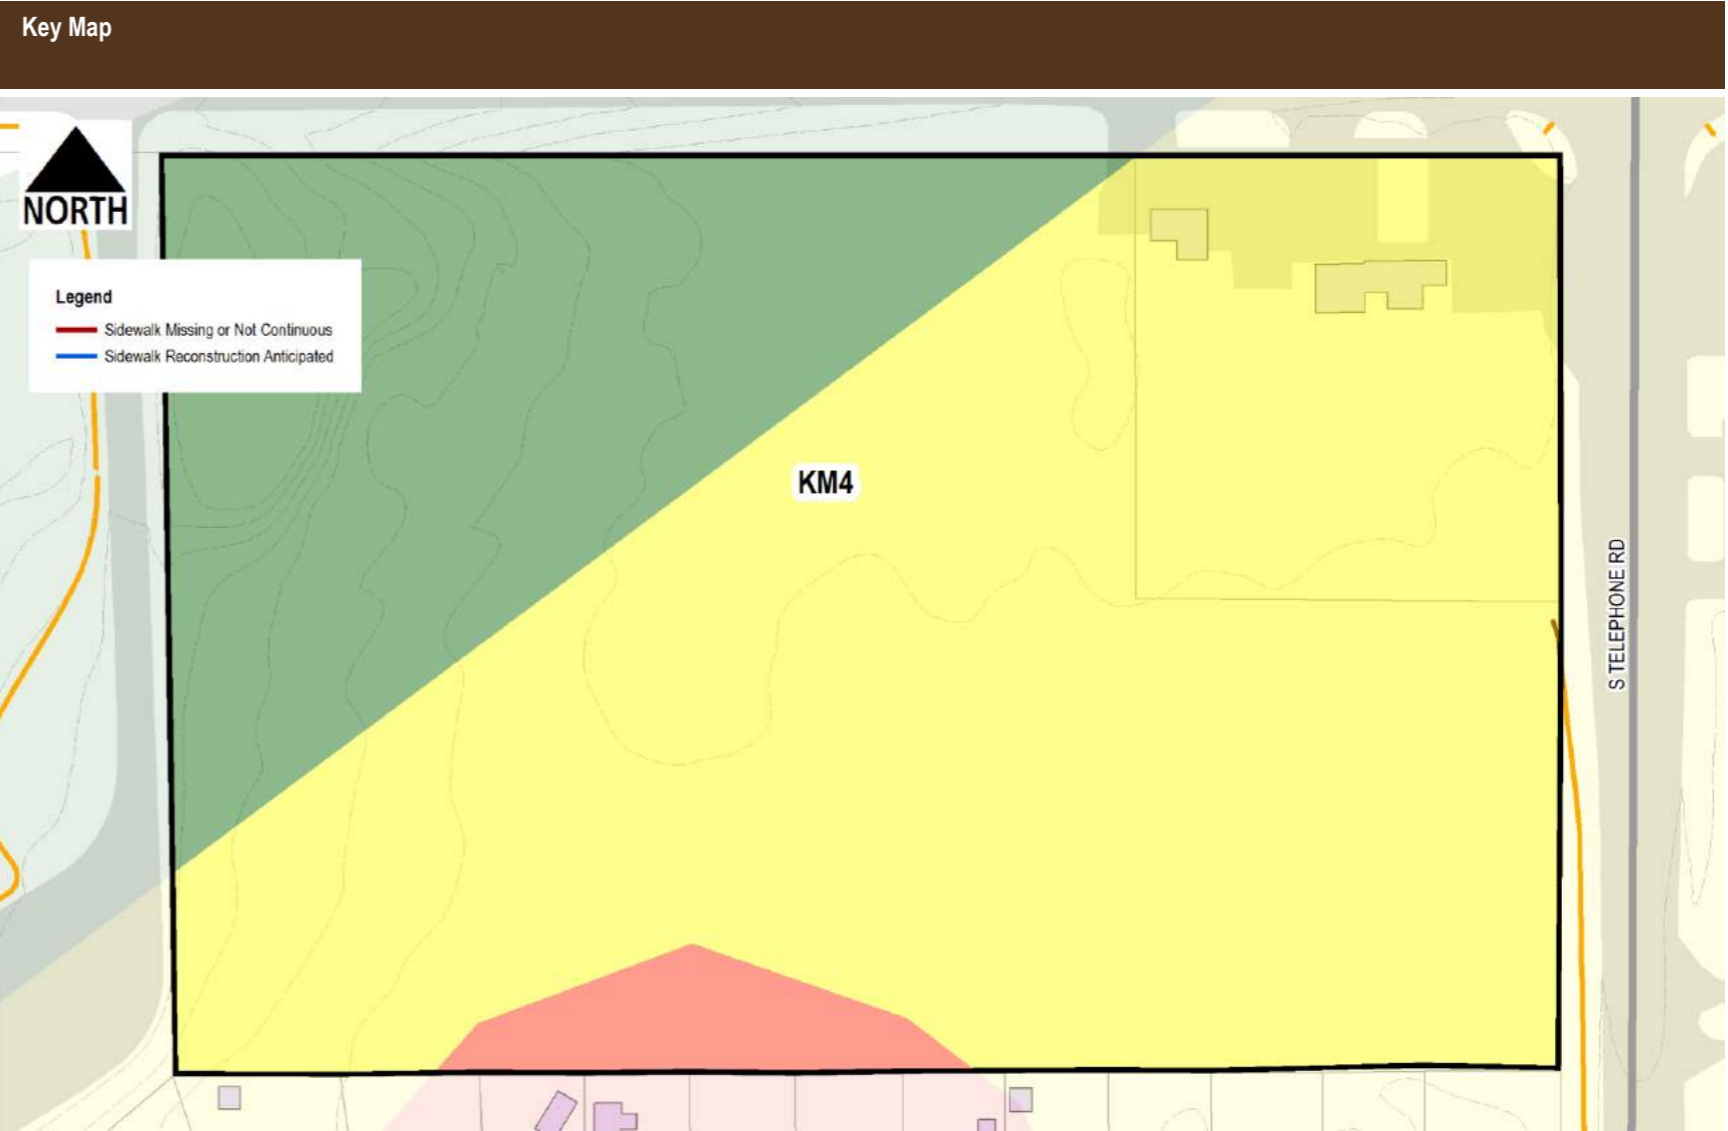 Key Map
NORTH
Legend
Sidewalk Missing or Not Continuous
Sidewalk Reconstruction Anticipated
KM4
S TELEPHONE RD